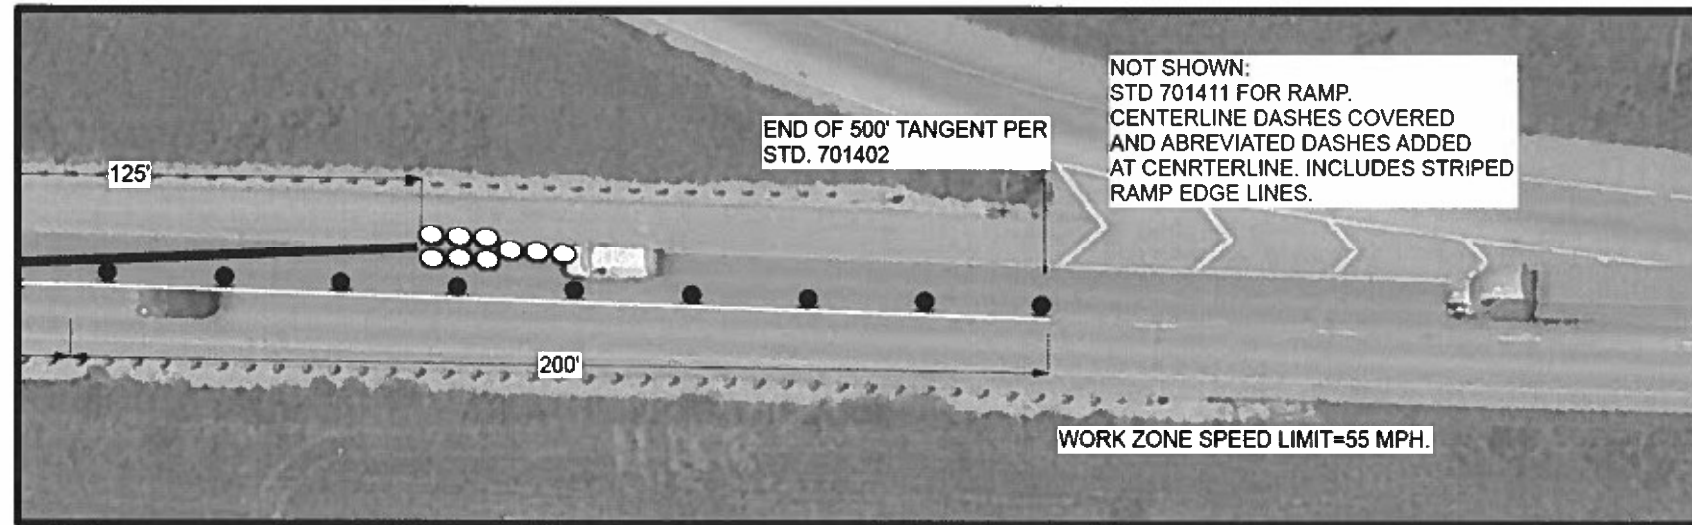 NOT SHOWN:
STD 701411 FOR RAMP.
CENTERLINE DASHES COVERED
AND ABREVIATED DASHES ADDED
AT CENRTERLINE. INCLUDES STRIPED
RAMP EDGE LINES.
END OF 500' TANGENT PER
STD. 701402
125'
200'
WORK ZONE SPEED LIMIT=55 MPH.